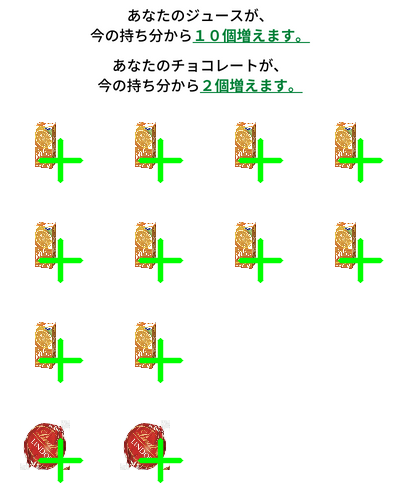 あなたのジュースが、
今の持ち分から１０個増えます。
あなたのチョコレートが、
今の持ち分から２個増えます。